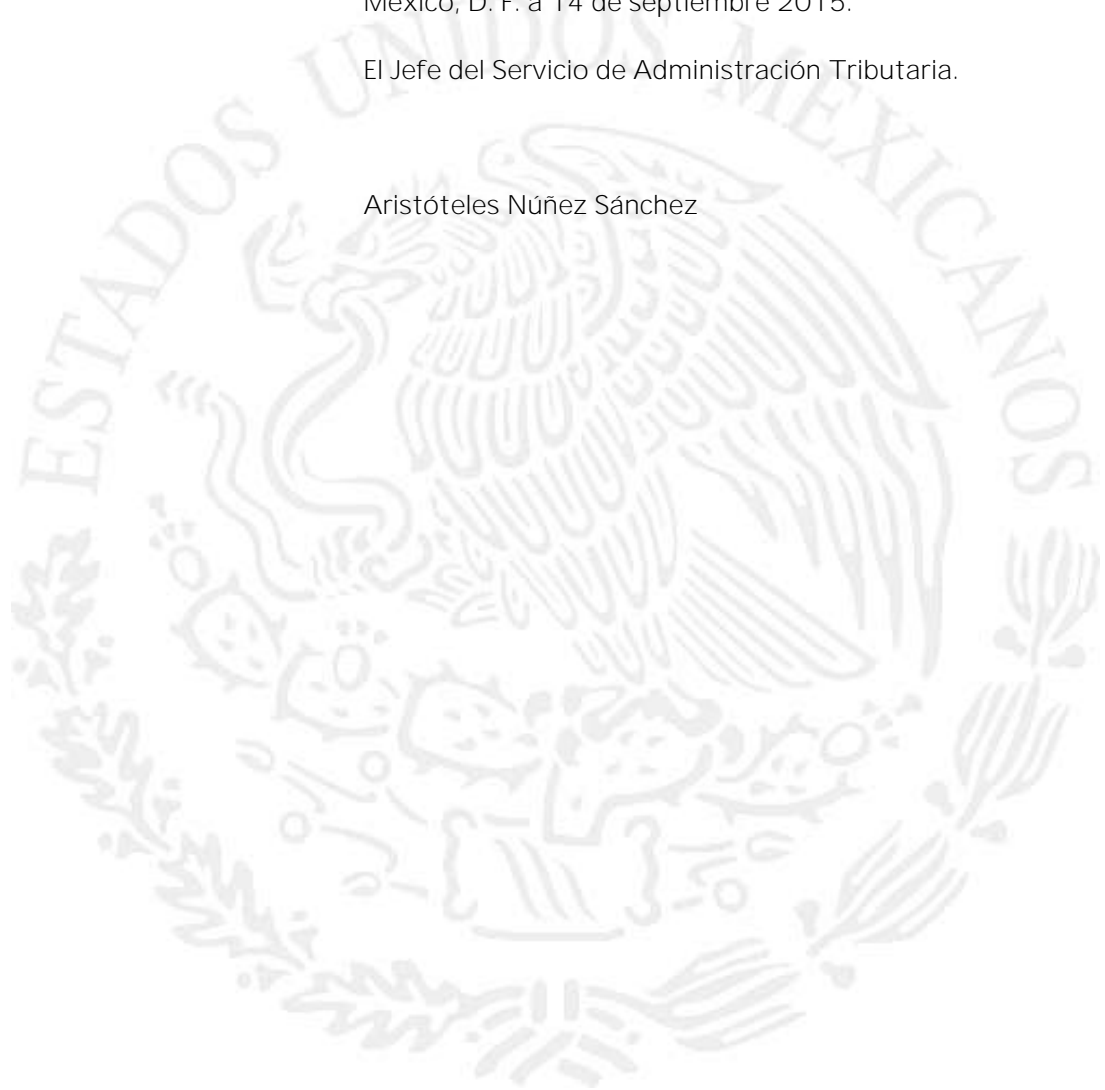 México, D. F. a 14 de septiembre 2015.
El Jefe del Servicio de Administración Tributaria.
Aristóteles Núñez Sánchez
ESTADOS UNIDOS MEXICANOS